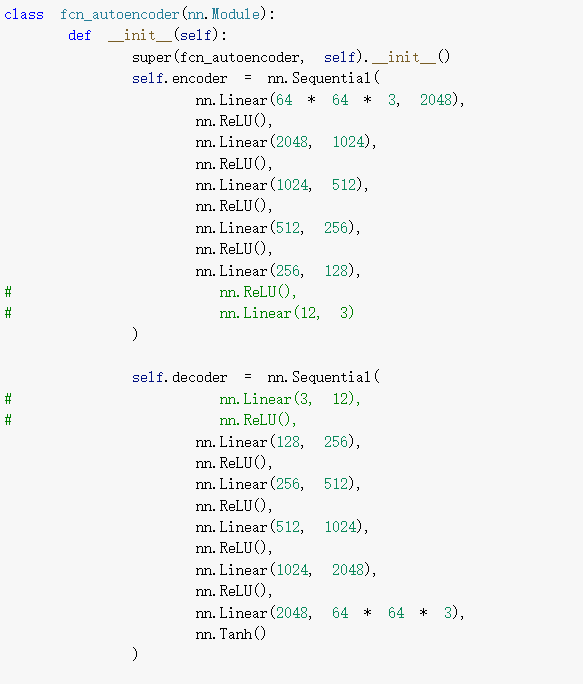 class fcn_autoencoder(nn.Module):
def __init__(self):
super(fcn_autoencoder, self).__init__()
self.encoder = nn.Sequential(
nn.Linear(64 * 64 * 3, 2048),
nn.ReLU(),
nn.Linear(2048, 1024),
nn.ReLU(),
nn.Linear(1024, 512),
nn.ReLU(),
nn.Linear(512, 256),
nn.ReLU(),
nn.Linear(256, 128),
# nn.ReLU(),
# nn.Linear(12, 3)
)
self.decoder = nn.Sequential(
# nn.Linear(3, 12),
# nn.ReLU(),
nn.Linear(128, 256),
nn.ReLU(),
nn.Linear(256, 512),
nn.ReLU(),
nn.Linear(512, 1024),
nn.ReLU(),
nn.Linear(1024, 2048),
nn.ReLU(),
nn.Linear(2048, 64 * 64 * 3),
nn.Tanh()
)